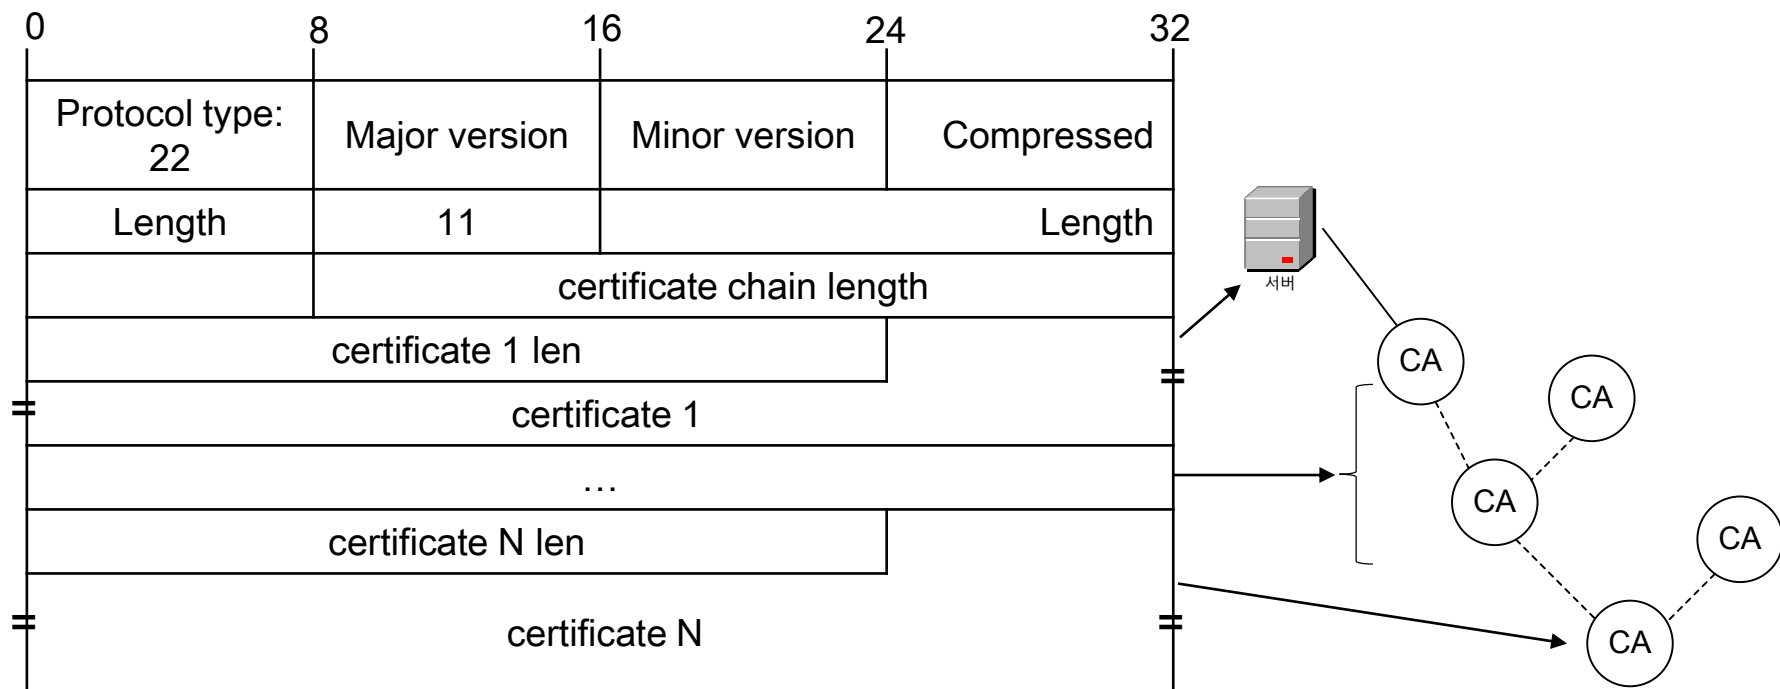 0 8 16 24 32
Protocol type:
22
Major version
Minor version
Compressed
Length
11
Length
certificate chain length
certificate 1 len
certificate 1
...
certificate N len
certificate N
서버
CA
CA
CA
CA
CA